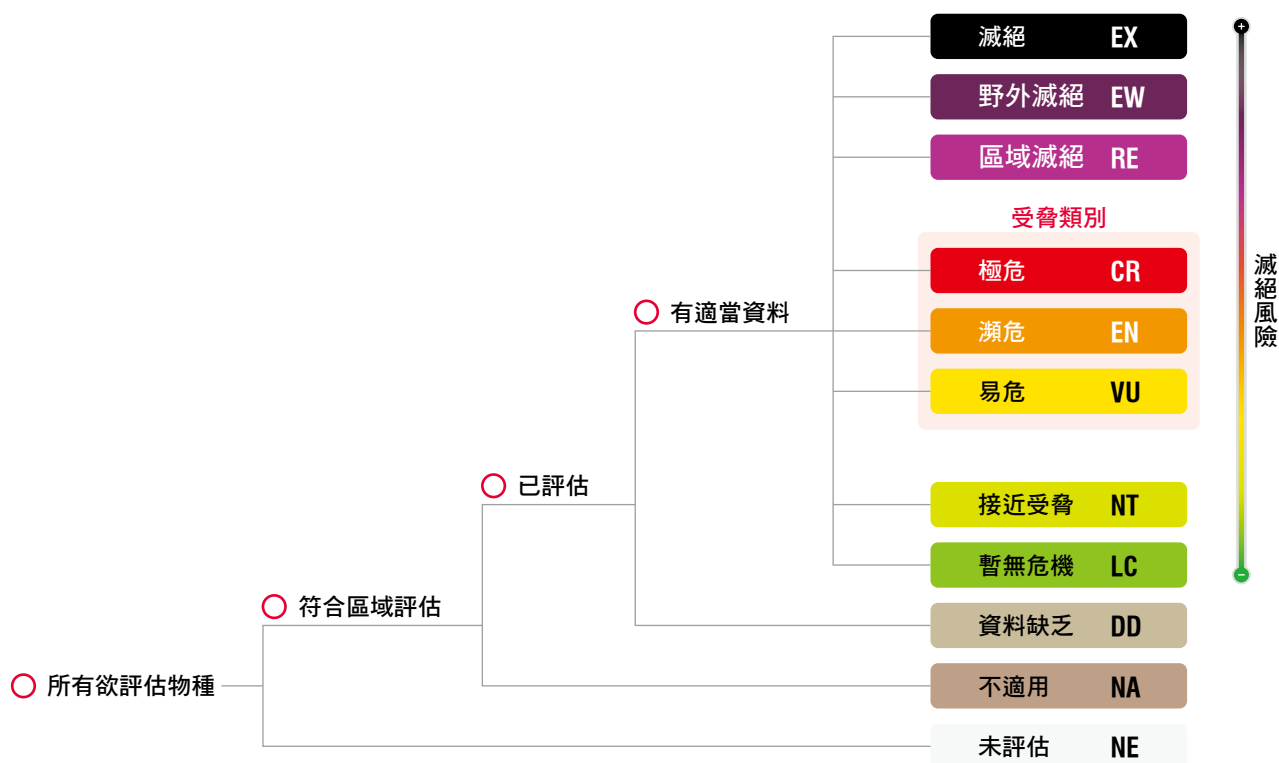 滅絕 EX
野外滅絕 EW
區域滅絕 RE
受脅類別
極危 CR
瀕危 EN
易危 VU
接近受脅 NT
暫無危機 LC
資料缺乏 DD
不適用 NA
未評估 NE
有適當資料
已評估
符合區域評估
所有欲評估物種
+
滅絕風險
−